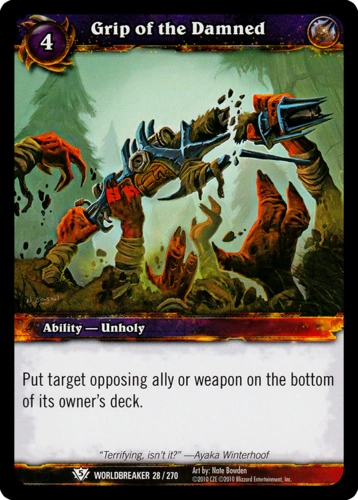 4
Grip of the Damned
Ability — Unholy
Put target opposing ally or weapon on the bottom
of its owner's deck.
"Terrifying, isn't it?" —Ayaka Winterhoof
WORLDBREAKER 28/270
Art by: Nate Bowden
©2010 CZE ©2010 Blizzard Entertainment, Inc.